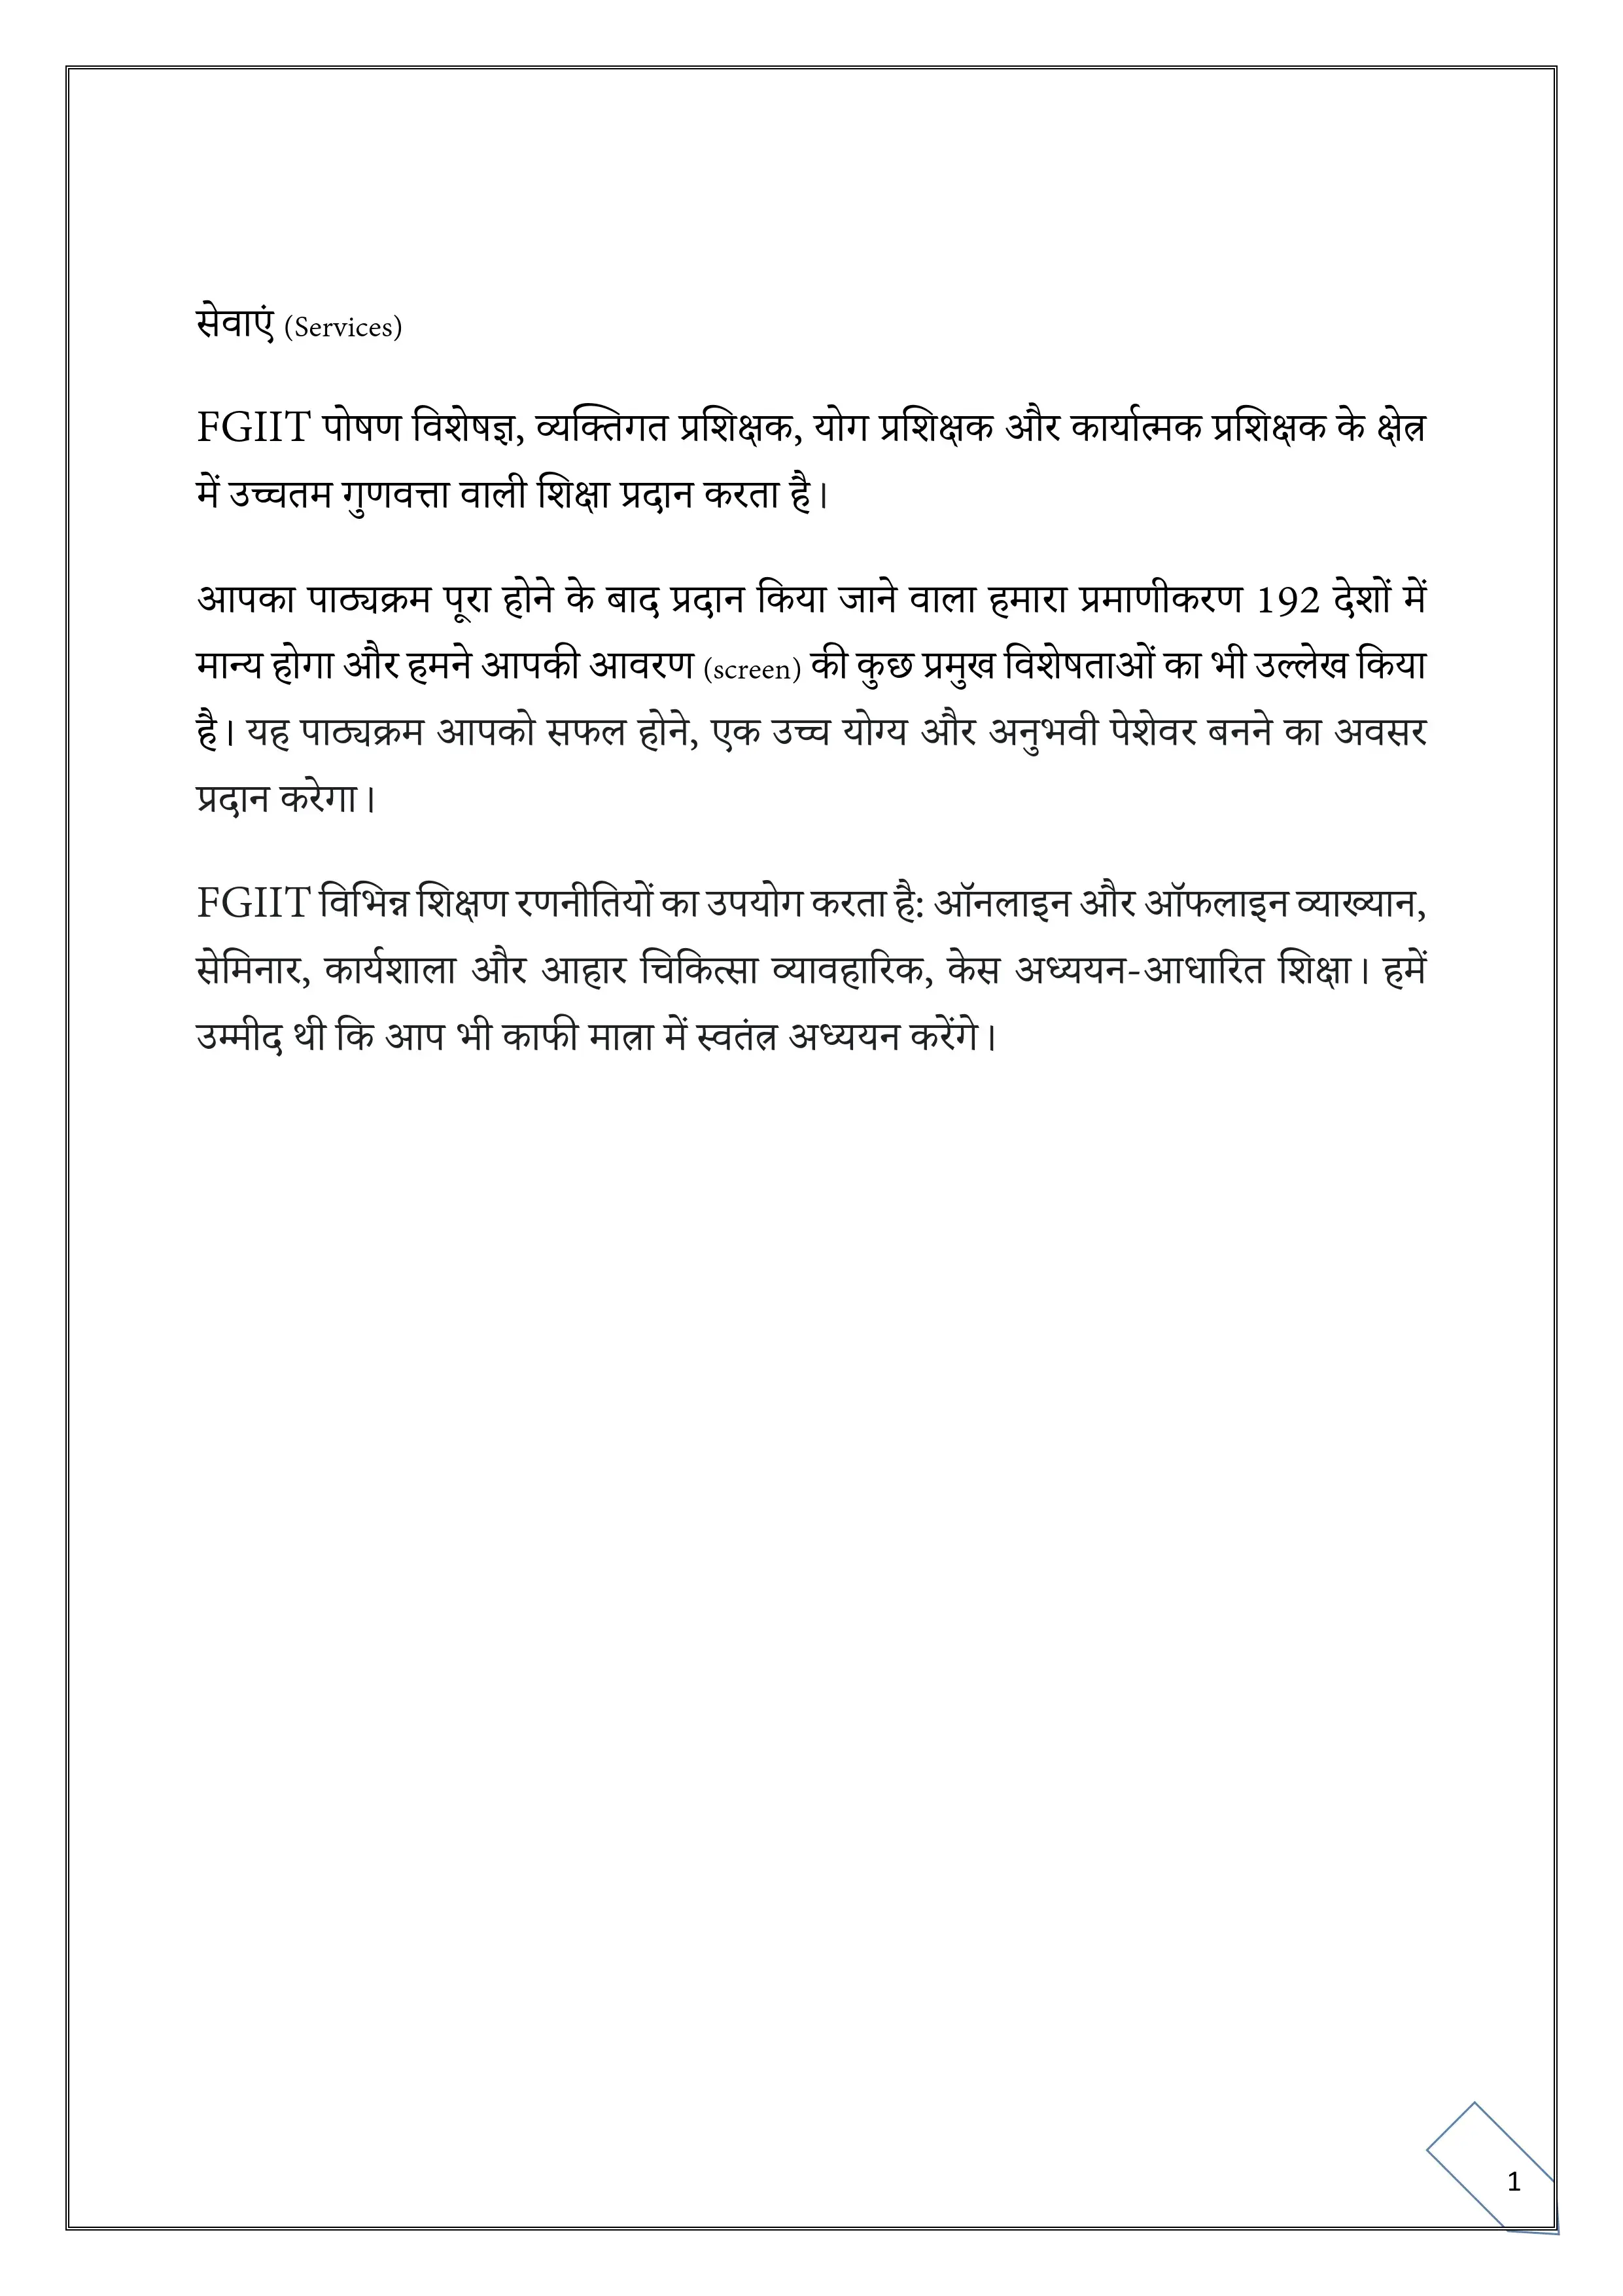 सेवाएं (Services)
FGIIT पोषण विशेषज्ञ, व्यक्तिगत प्रशिक्षक, योग प्रशिक्षक और कार्यात्मक प्रशिक्षक के क्षेत्र
में उच्चतम गुणवत्ता वाली शिक्षा प्रदान करता है।
आपका पाठ्यक्रम पूरा होने के बाद प्रदान किया जाने वाला हमारा प्रमाणीकरण 192 देशों में
मान्य होगा और हमने आपकी आवरण (screen) की कुछ प्रमुख विशेषताओं का भी उल्लेख किया
है। यह पाठ्यक्रम आपको सफल होने, एक उच्च योग्य और अनुभवी पेशेवर बनने का अवसर
प्रदान करेगा।
FGIIT विभिन्न शिक्षण रणनीतियों का उपयोग करता है: ऑनलाइन और ऑफलाइन व्याख्यान,
सेमिनार, कार्यशाला और आहार चिकित्सा व्यावहारिक, केस अध्ययन-आधारित शिक्षा। हमें
उम्मीद थी कि आप भी काफी मात्रा में स्वतंत्र अध्ययन करेंगे।
1